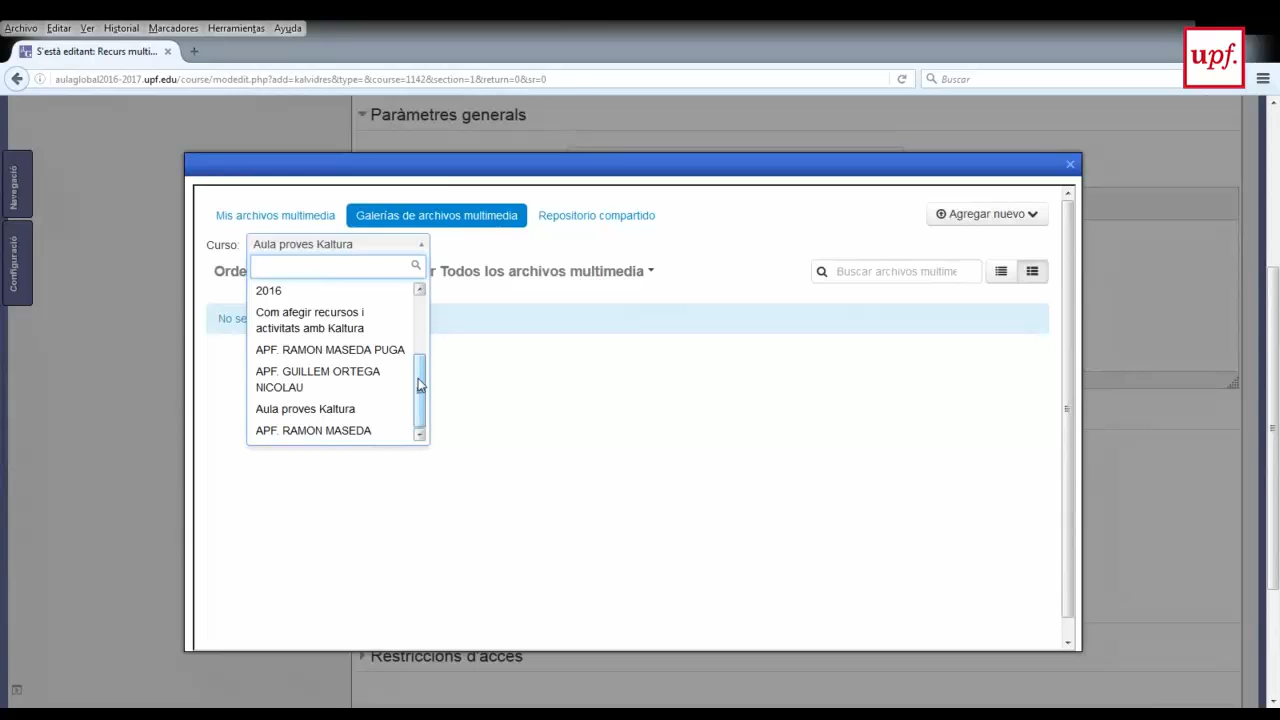 Archivo Editar Ver Historial Marcadores Herramientas Ayuda
S'està editant: Recurs multi...
aulaglobal2016-2017.upf.edu/course/modedit.php?add=kalvidres&type=&course=1142&section=1&return=0&sr=0
Buscar
upf.
Paràmetres generals
Navegació
Configuració
Mis archivos multimedia Galerías de archivos multimedia Repositorio compartido
Agregar nuevo
Curso: Aula proves Kaltura
Todos los archivos multimedia
Buscar archivos multime
2016
No se
Com afegir recursos i
activitats amb Kaltura
APF. RAMON MASEDA PUGA
APF. GUILLEM ORTEGA
NICOLAU
Aula proves Kaltura
APF. RAMON MASEDA
Restriccions d'accés